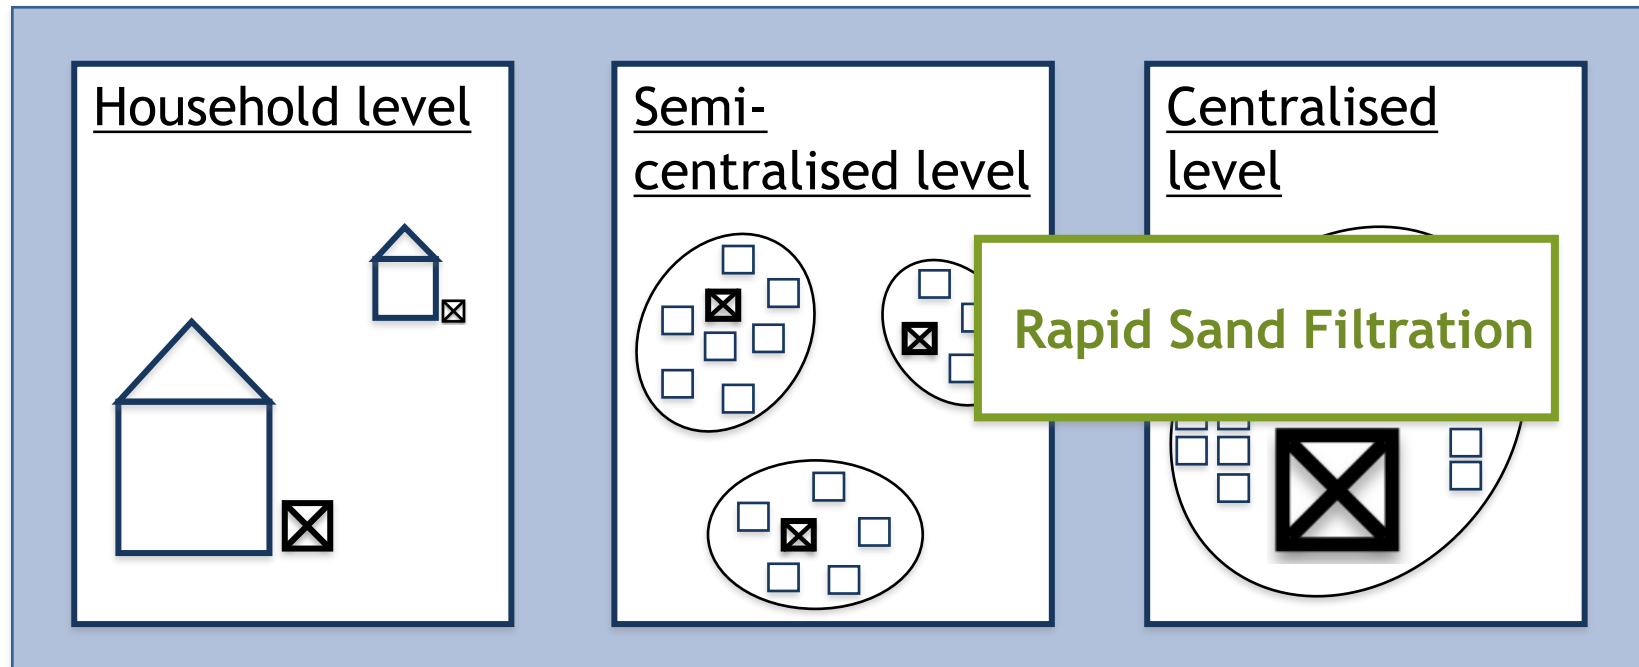 Household level
Semi-
centralised level
Centralised
level
Rapid Sand Filtration